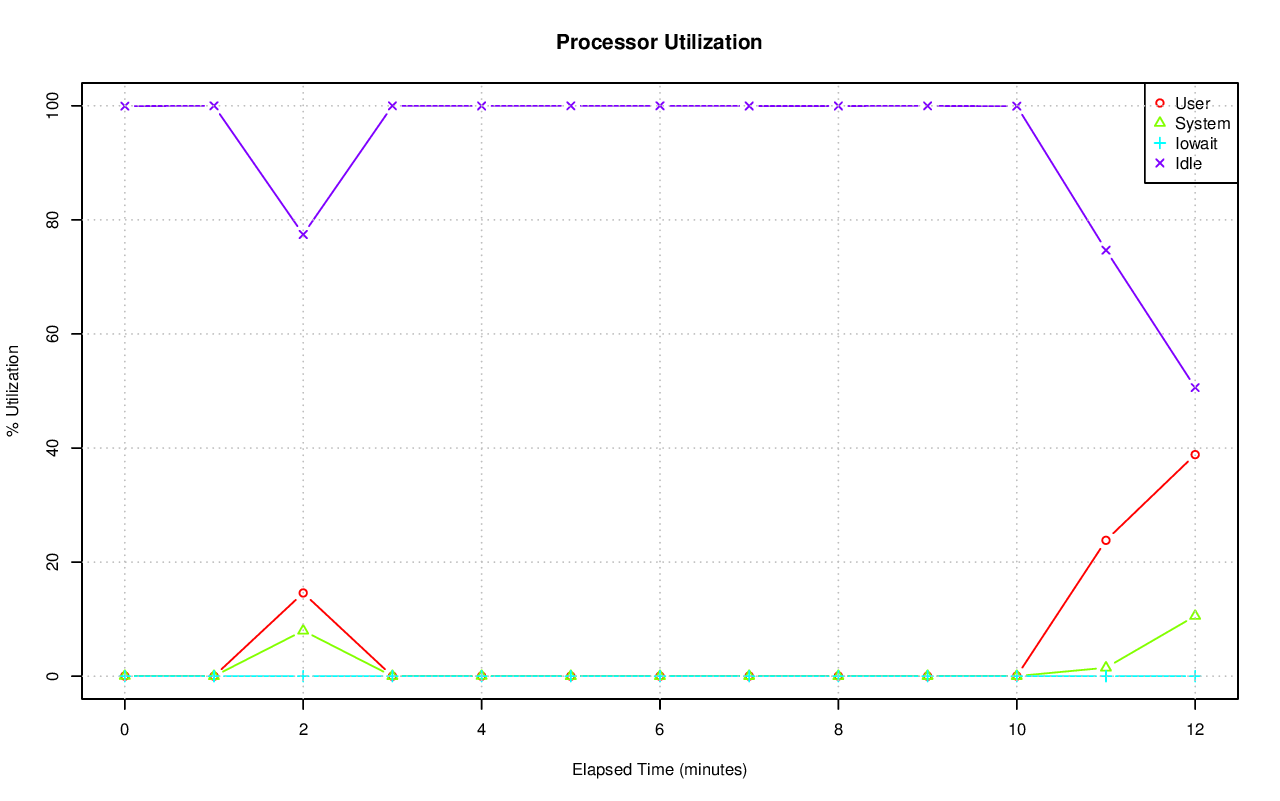 Processor Utilization
User
System
Iowait
Idle
100
80
60
40
20
0
% Utilization
0 2 4 6 8 10 12
Elapsed Time (minutes)